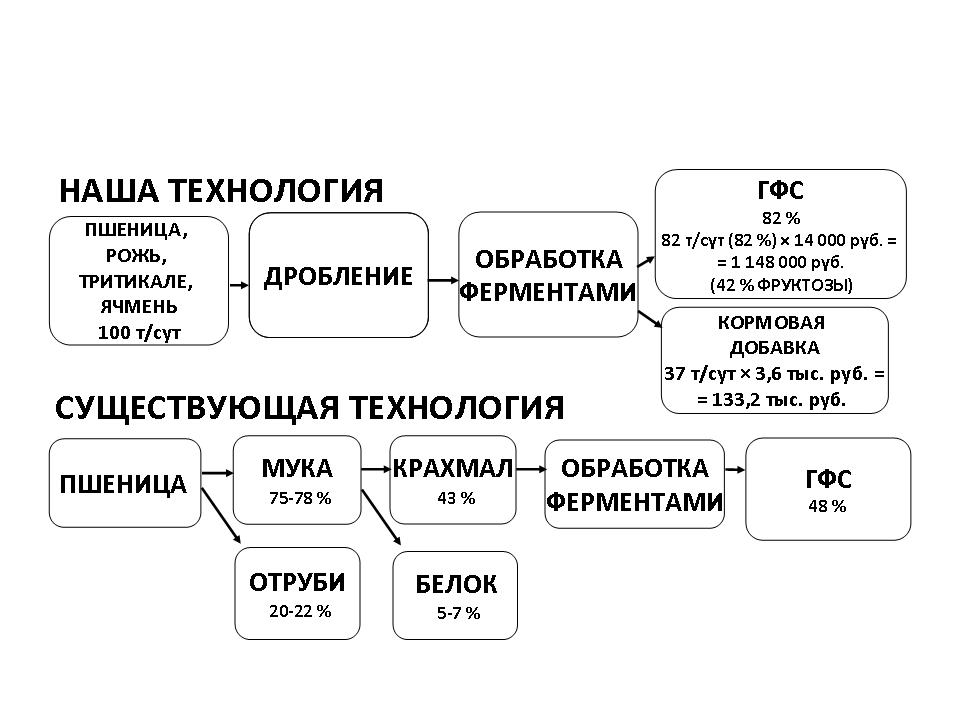 НАША ТЕХНОЛОГИЯ
ПШЕНИЦА,
РОЖЬ,
ТРИТИКАЛЕ,
ЯЧМЕНЬ
100 т/сут
ДРОБЛЕНИЕ
ОБРАБОТКА
ФЕРМЕНТАМИ
ГФС
82 %
82 т/сут (82 %) × 14 000 руб. =
= 1 148 000 руб.
(42 % ФРУКТОЗЫ)
КОРМОВАЯ
ДОБАВКА
37 т/сут × 3,6 тыс. руб. =
= 133,2 тыс. руб.
СУЩЕСТВУЮЩАЯ ТЕХНОЛОГИЯ
ПШЕНИЦА
МУКА
75-78 %
КРАХМАЛ
43 %
ОБРАБОТКА
ФЕРМЕНТАМИ
ГФС
48 %
ОТРУБИ
20-22 %
БЕЛОК
5-7 %